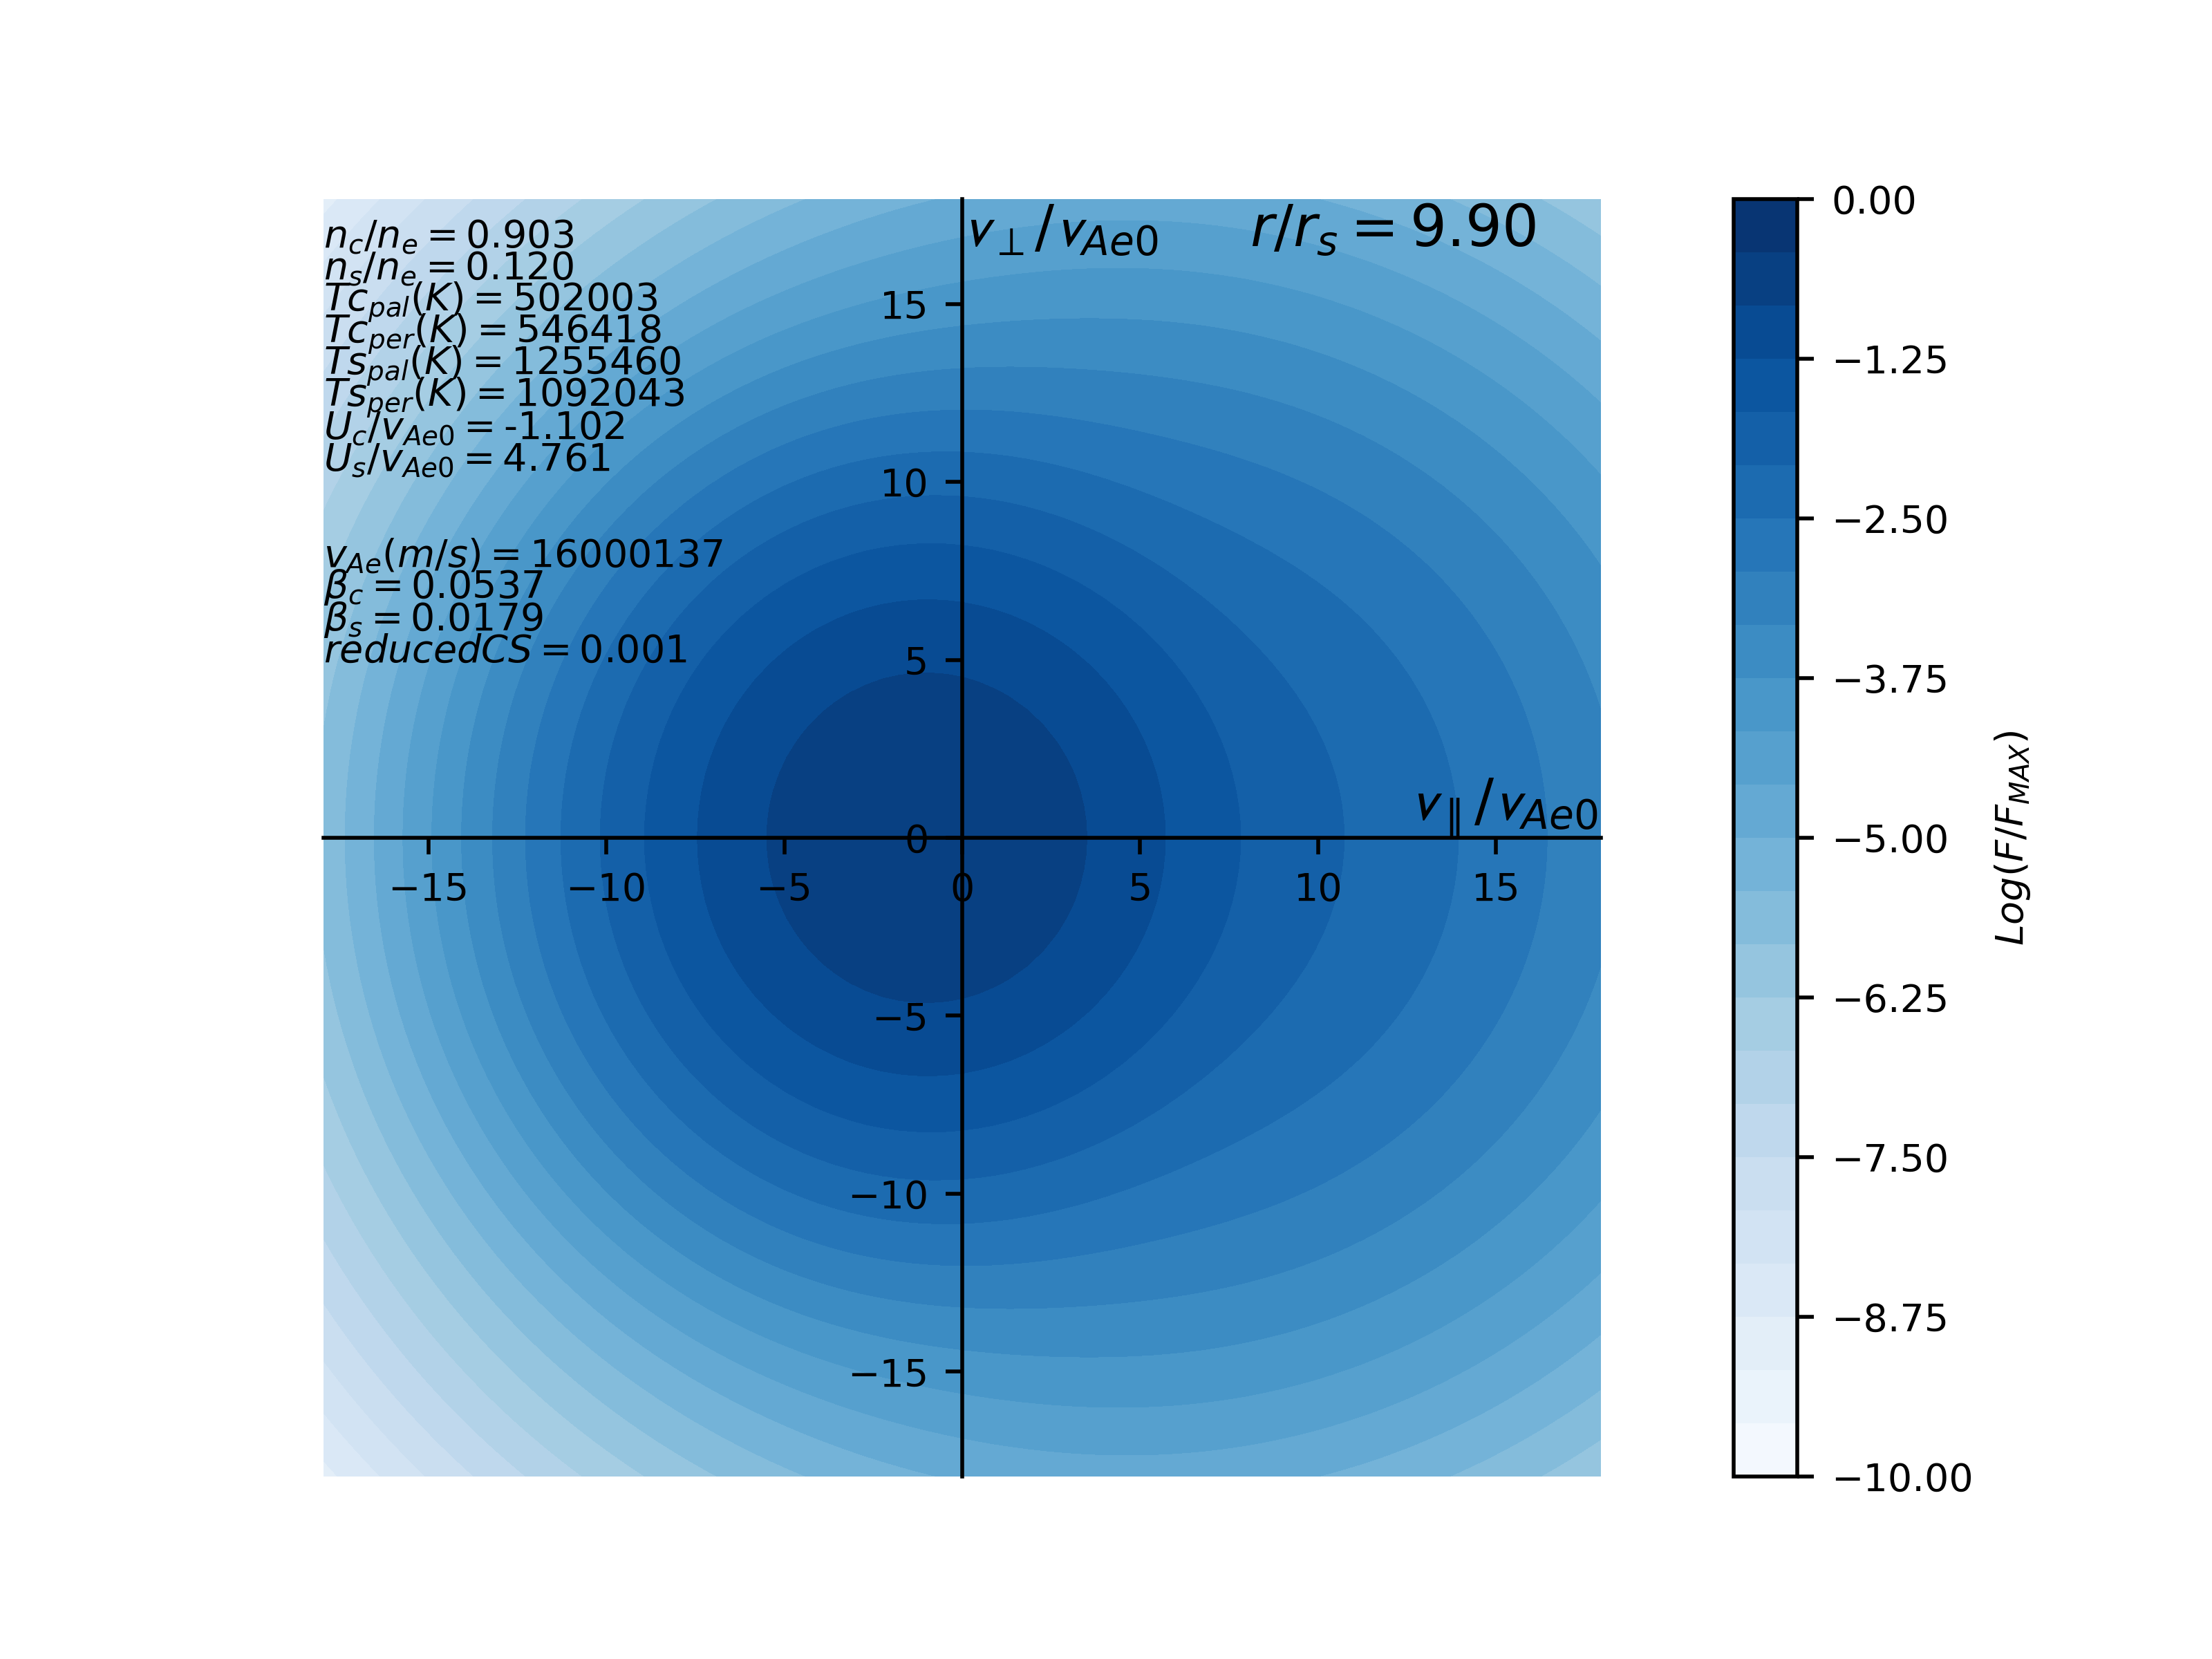 n_c/n_e = 0.903
n_s/n_e = 0.120
Tc_pal(K) = 502003
Tc_per(K) = 546418
Ts_pal(K) = 1255460
Ts_per(K) = 1092043
U_c/v_Ae0 = -1.102
U_s/v_Ae0 = 4.761
v_Ae(m/s) = 16000137
β_c = 0.0537
β_s = 0.0179
reducedCS = 0.001
v_⊥/v_Ae0
r/r_s = 9.90
15
10
5
0
−5
−10
−15
v_∥/v_Ae0
−15 −10 −5 0 5 10 15
0.00
−1.25
−2.50
−3.75
−5.00
−6.25
−7.50
−8.75
−10.00
Log(F/F_MAX)